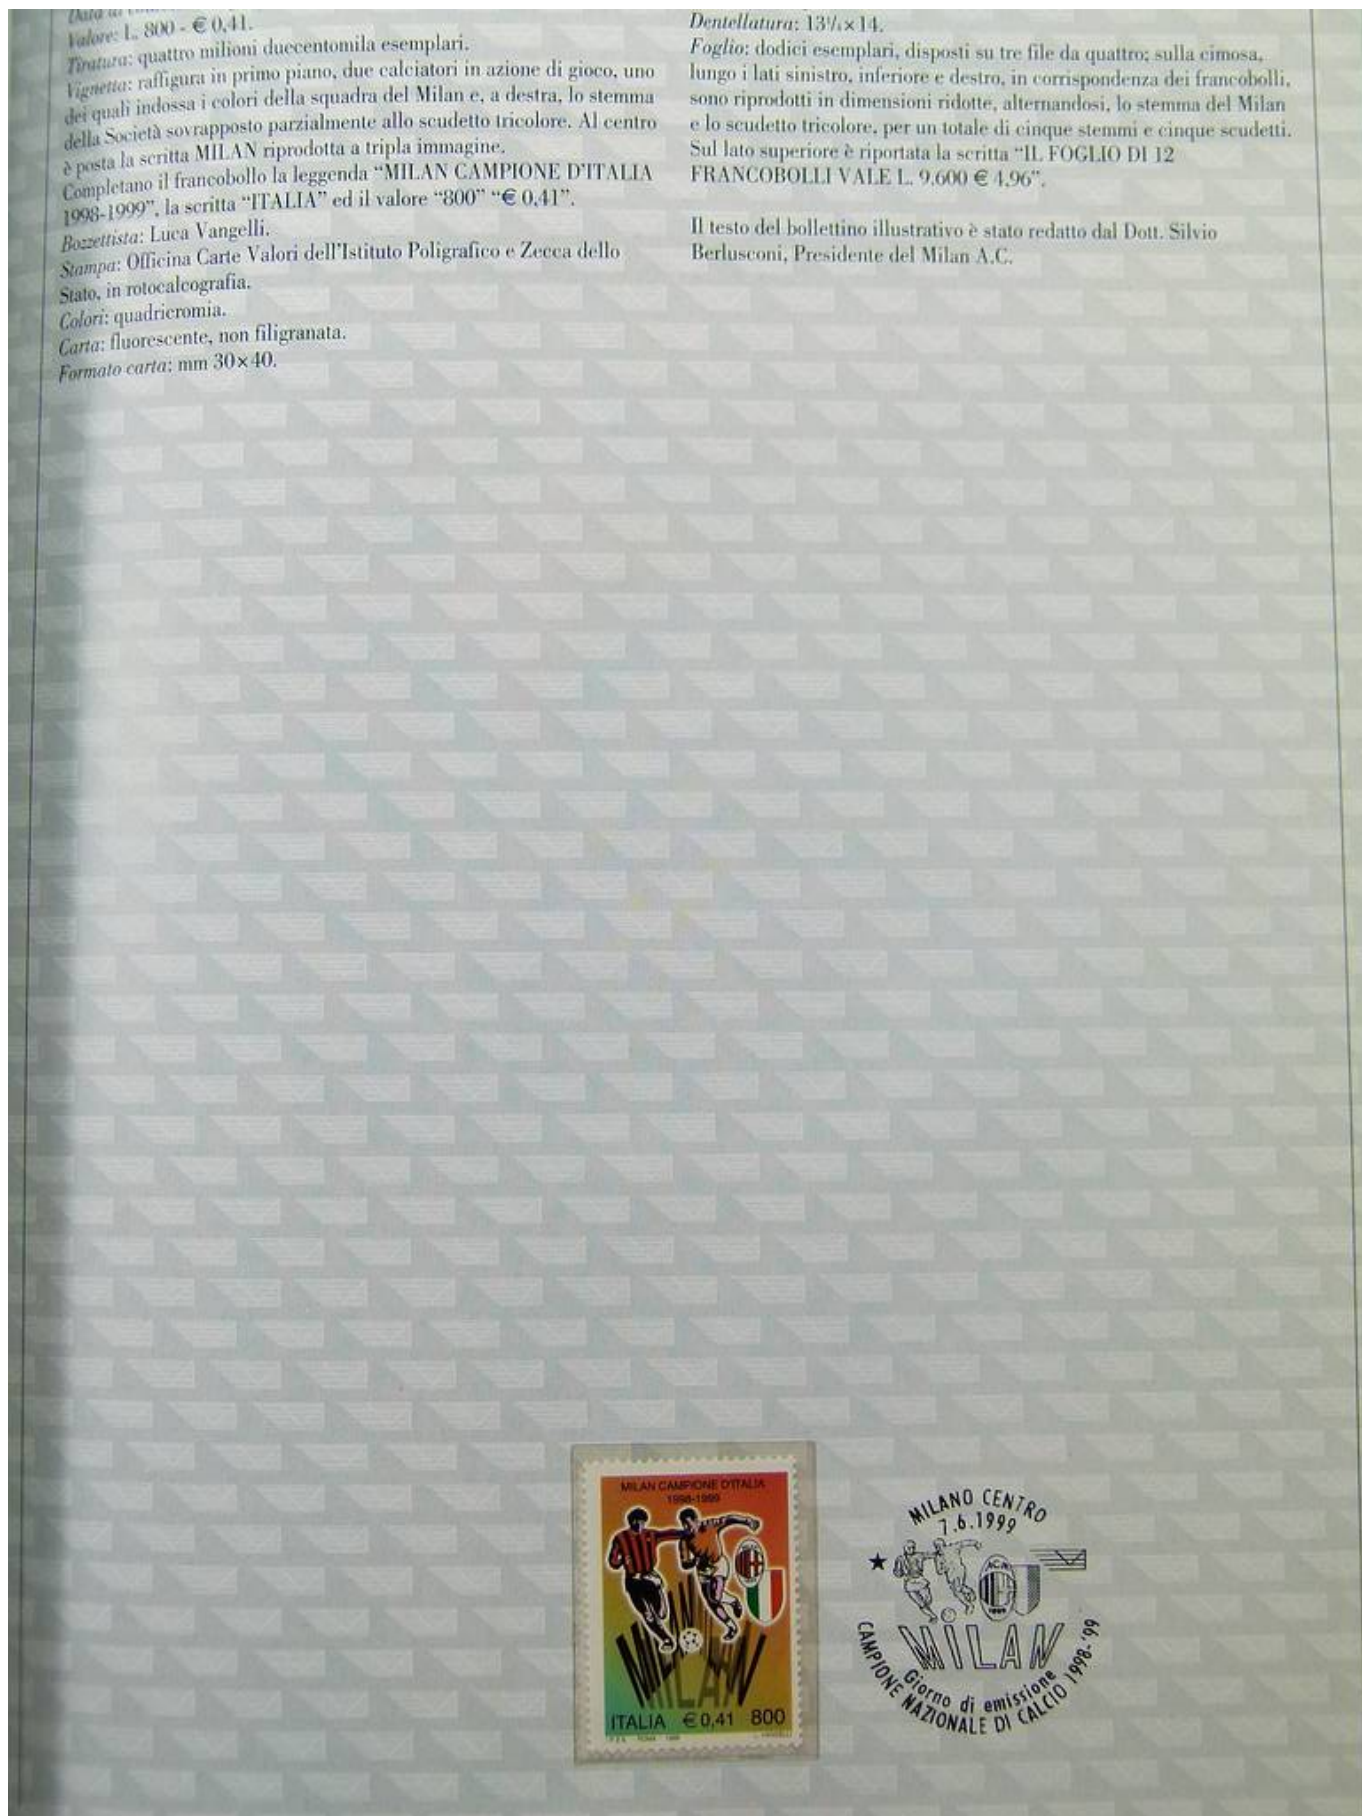 Valore: L. 800 - € 0,41.
Tiratura: quattro milioni duecentomila esemplari.
Vignetta: raffigura in primo piano, due calciatori in azione di gioco, uno
dei quali indossa i colori della squadra del Milan e, a destra, lo stemma
della Società sovrapposto parzialmente allo scudetto tricolore. Al centro
è posta la scritta MILAN riprodotta a tripla immagine.
Completano il francobollo la leggenda “MILAN CAMPIONE D’ITALIA
1998-1999”, la scritta “ITALIA” ed il valore “800” “€ 0,41”.
Bozzettista: Luca Vangelli.
Stampa: Officina Carte Valori dell’Istituto Poligrafico e Zecca dello
Stato, in rotocalcografia.
Colori: quadricromia.
Carta: fluorescente, non filigranata.
Formato carta: mm 30×40.
Dentellatura: 13¼×14.
Foglio: dodici esemplari, disposti su tre file da quattro; sulla cimosa,
lungo i lati sinistro, inferiore e destro, in corrispondenza dei francobolli,
sono riprodotti in dimensioni ridotte, alternandosi, lo stemma del Milan
e lo scudetto tricolore, per un totale di cinque stemmi e cinque scudetti.
Sul lato superiore è riportata la scritta “IL FOGLIO DI 12
FRANCOBOLLI VALE L. 9.600 € 4,96”.
Il testo del bollettino illustrativo è stato redatto dal Dott. Silvio
Berlusconi, Presidente del Milan A.C.
MILAN CAMPIONE D'ITALIA
1998-1999
MILAN
MILAN
ITALIA € 0,41 800
MILANO CENTRO
7.6.1999
MILAN
Giorno di emissione
CAMPIONE NAZIONALE DI CALCIO 1998-'99